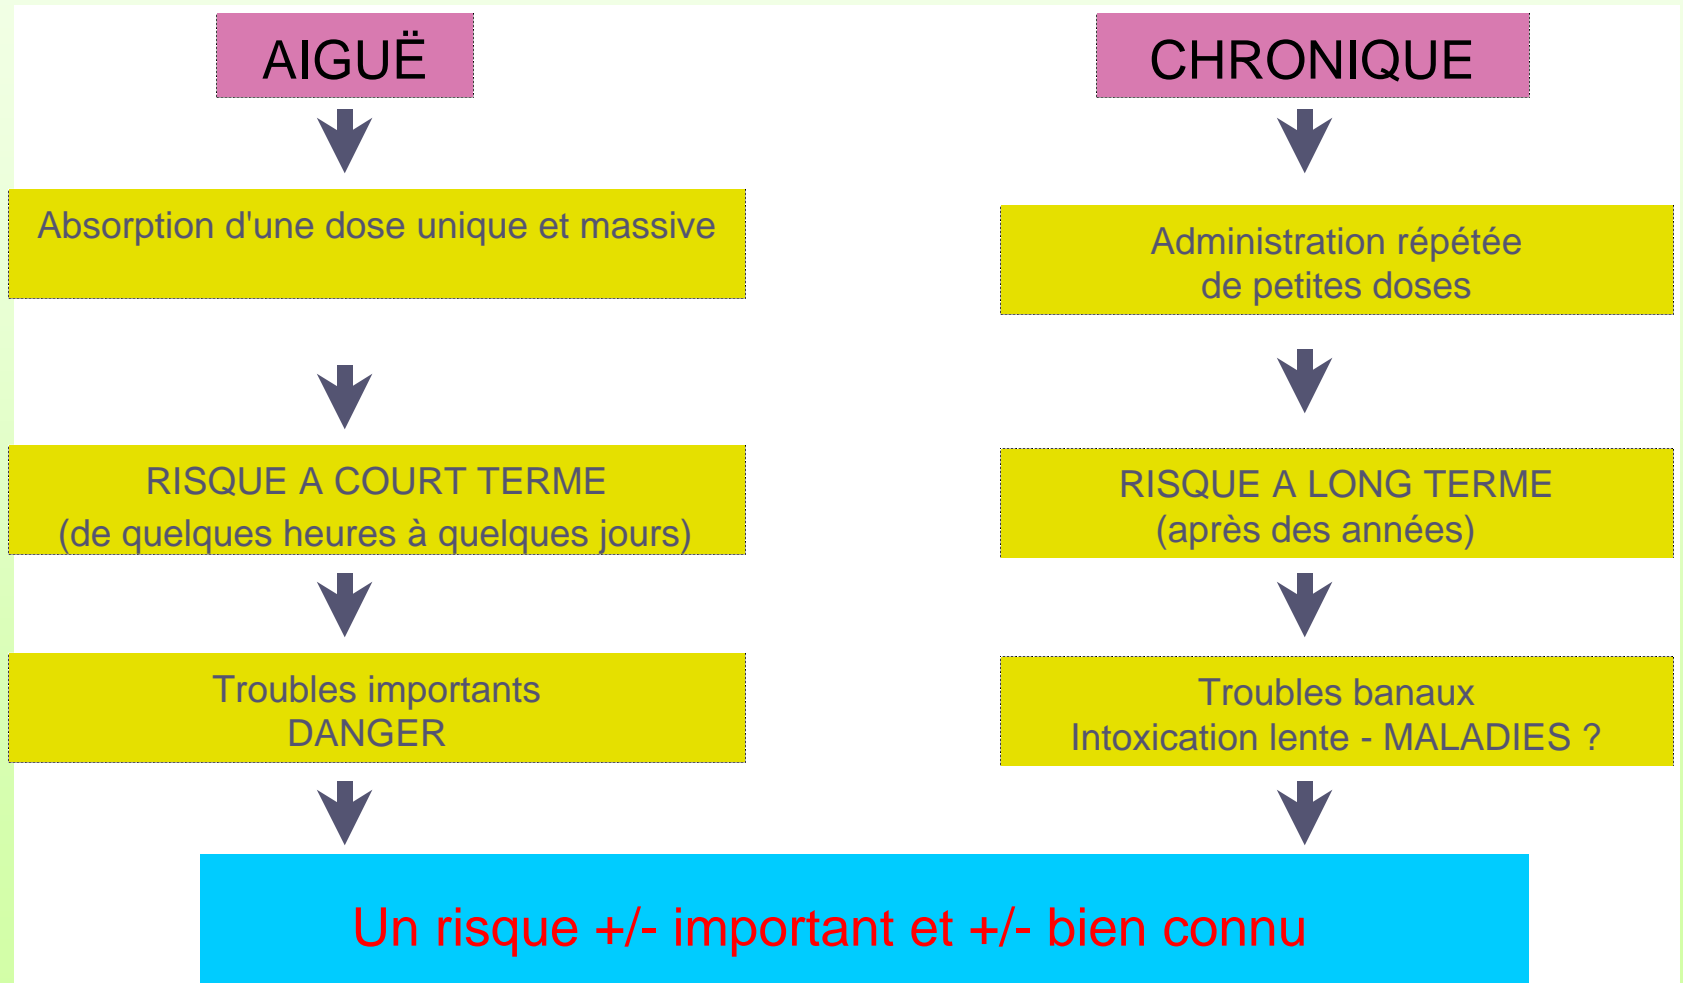 AIGUË
Absorption d'une dose unique et massive
RISQUE A COURT TERME
(de quelques heures à quelques jours)
Troubles importants
DANGER
CHRONIQUE
Administration répétée
de petites doses
RISQUE A LONG TERME
(après des années)
Troubles banaux
Intoxication lente - MALADIES ?
Un risque +/- important et +/- bien connu